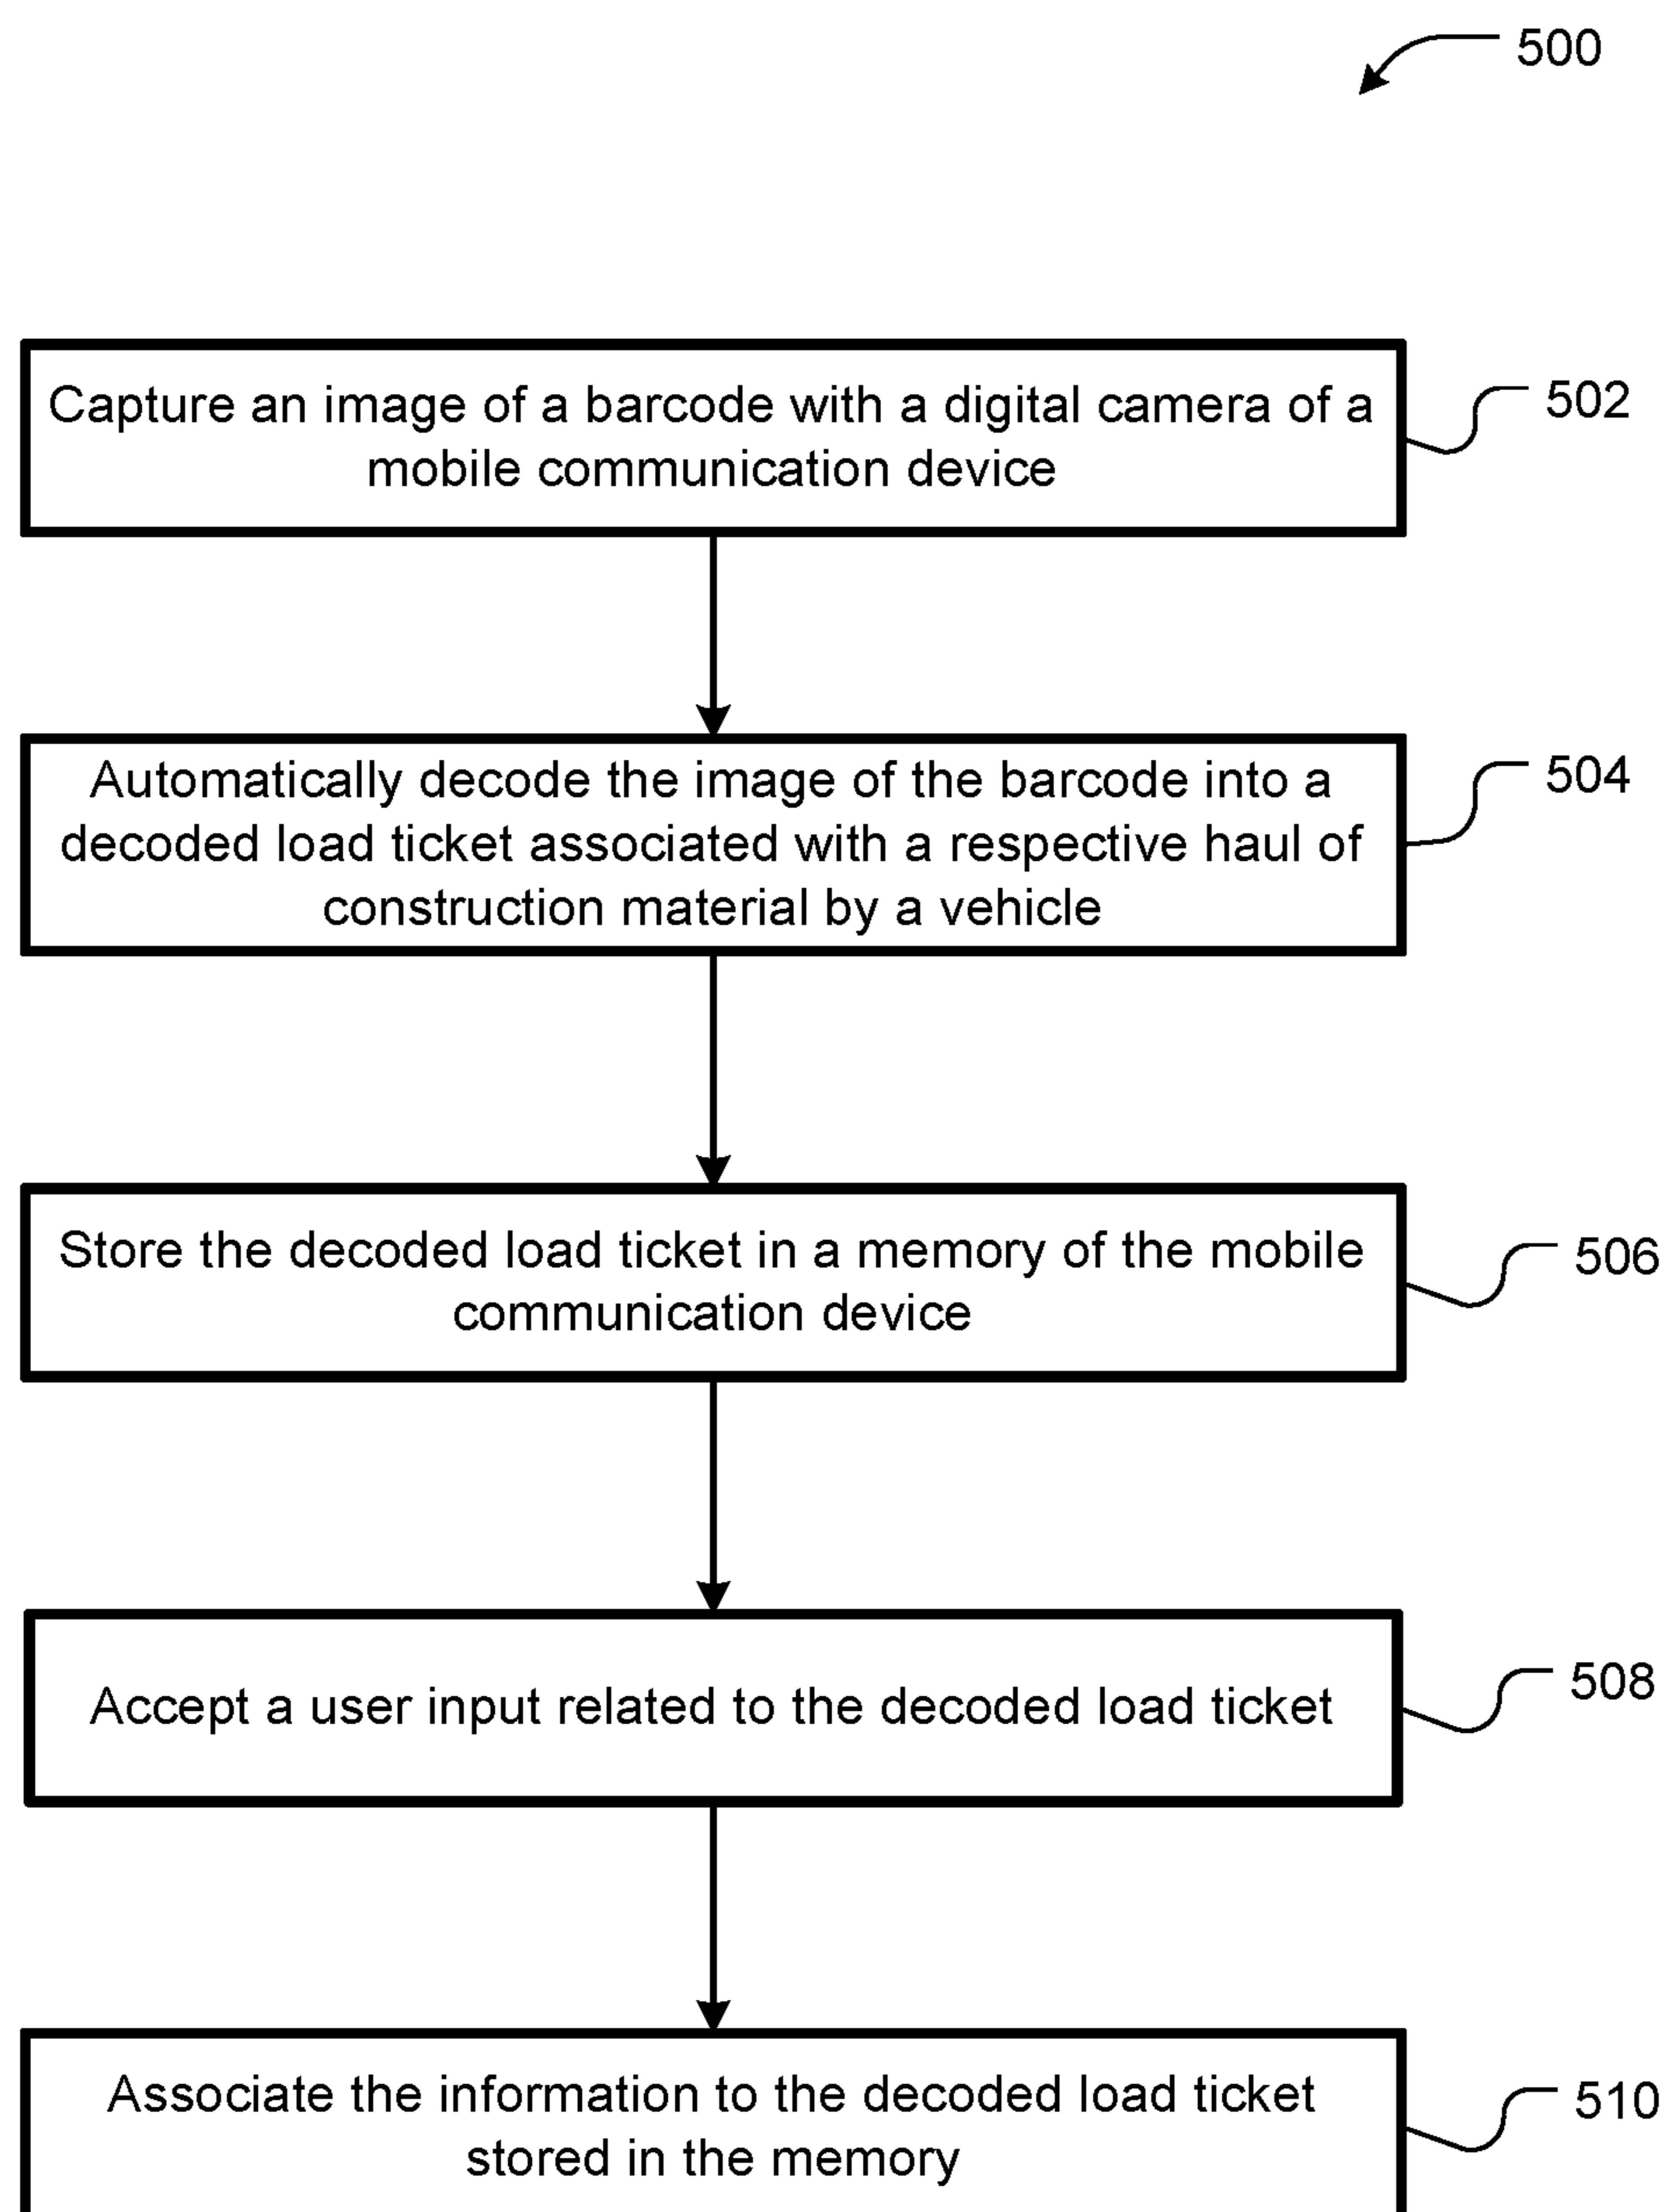 500
Capture an image of a barcode with a digital camera of a
mobile communication device
502
Automatically decode the image of the barcode into a
decoded load ticket associated with a respective haul of
construction material by a vehicle
504
Store the decoded load ticket in a memory of the mobile
communication device
506
Accept a user input related to the decoded load ticket
508
Associate the information to the decoded load ticket
stored in the memory
510